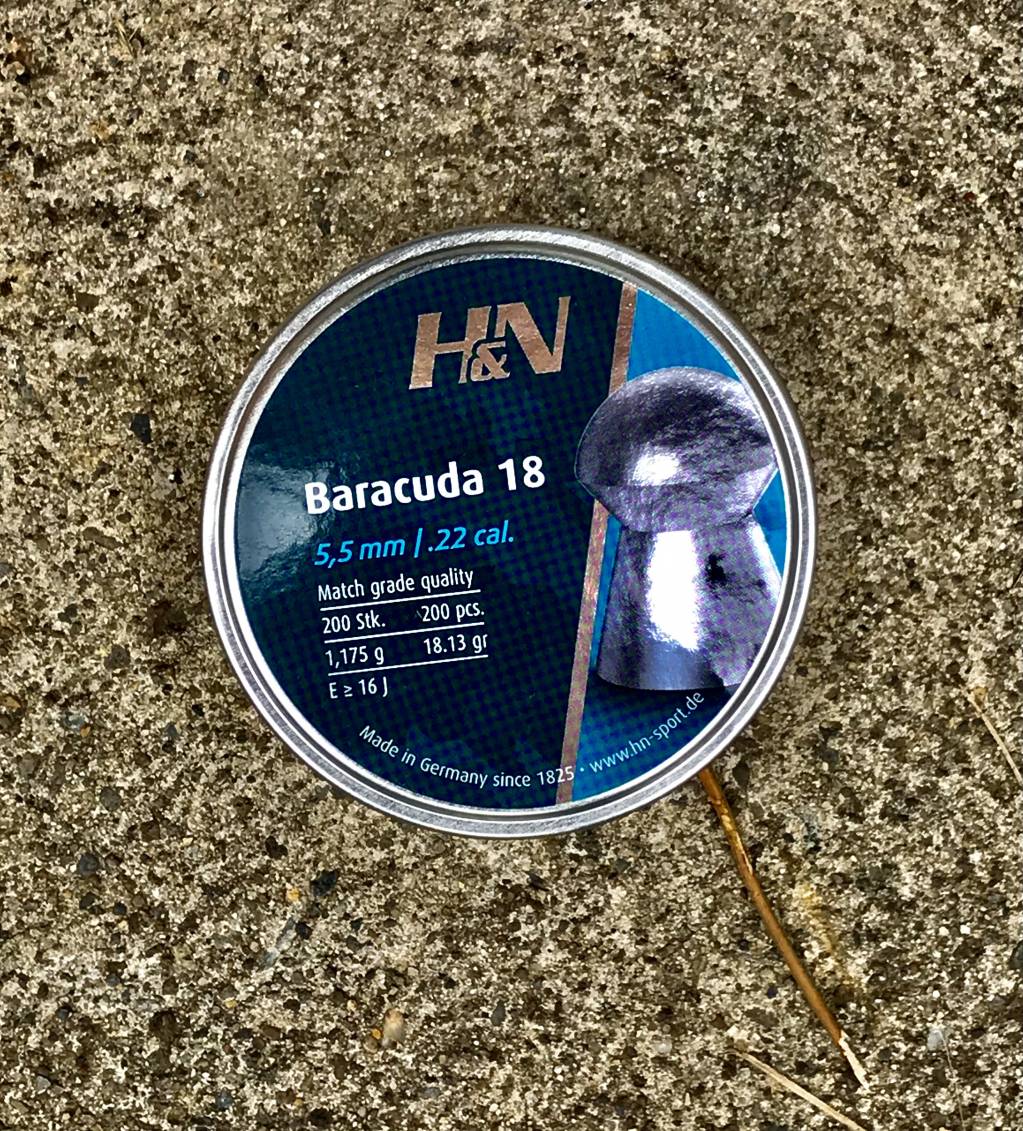 H&N
Baracuda 18
5,5 mm / .22 cal.
Match grade quality
200 Stk. 200 pcs.
1,175 g 18.13 gr
E ≥ 16 J
Made in Germany since 1825 · www.hn-sport.de